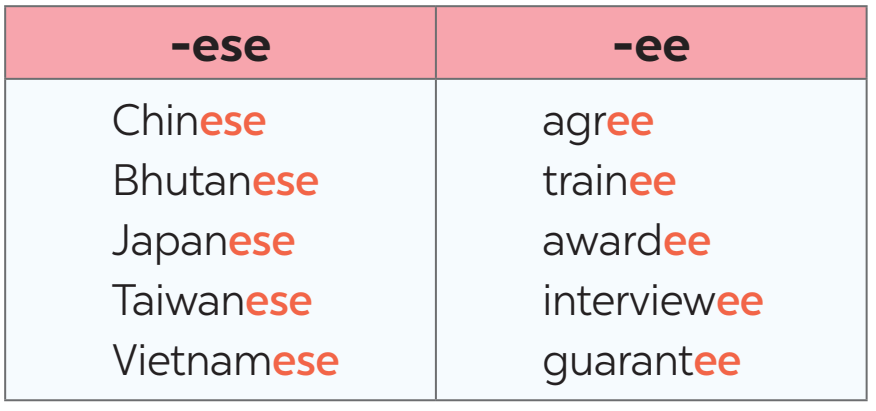 -ese -ee
Chinese agree
Bhutanese trainee
Japanese awardee
Taiwanese interviewee
Vietnamese guarantee